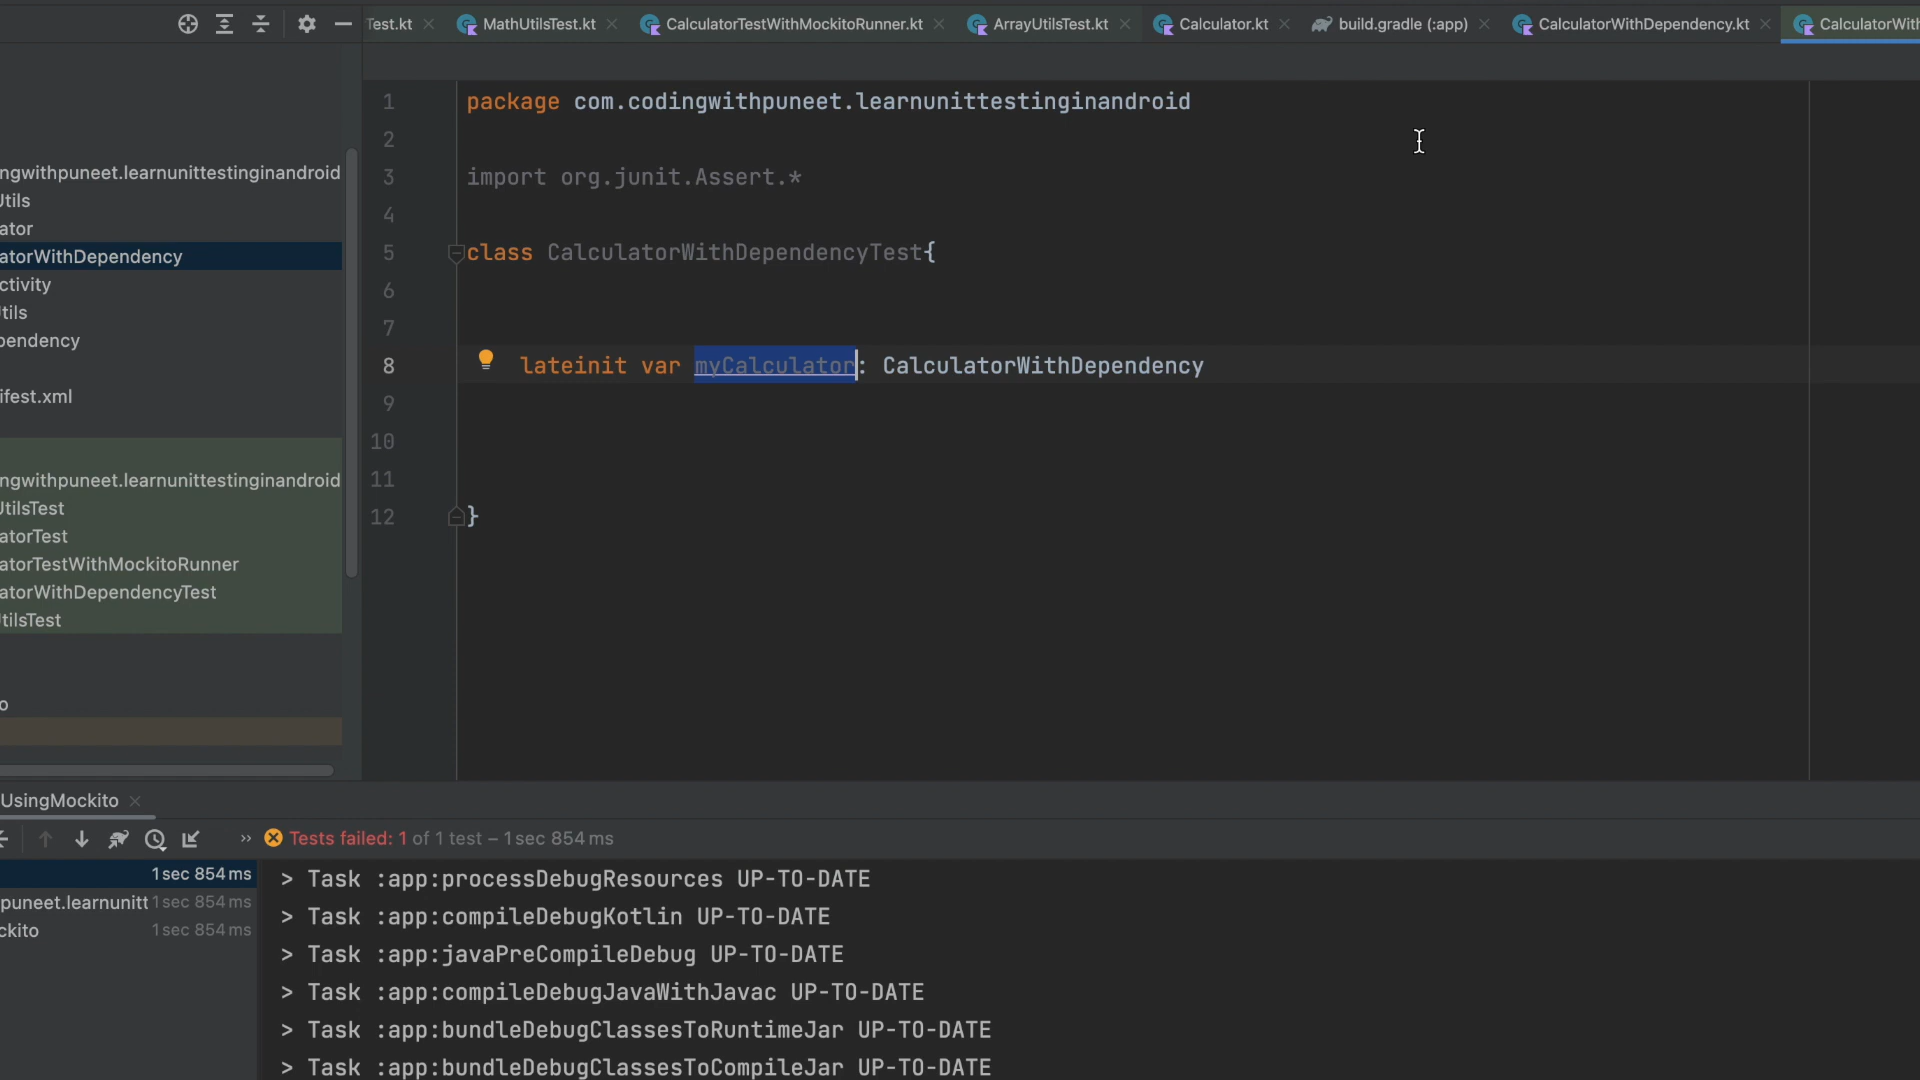 Test.kt
MathUtilsTest.kt
CalculatorTestWithMockitoRunner.kt
ArrayUtilsTest.kt
Calculator.kt
build.gradle (:app)
CalculatorWithDependency.kt
CalculatorWith
ngwithpuneet.learnunittestinginandroid
Utils
ator
atorWithDependency
ctivity
tils
pendency
ifest.xml
ngwithpuneet.learnunittestinginandroid
UtilsTest
atorTest
atorTestWithMockitoRunner
atorWithDependencyTest
tilsTest
o
1 package com.codingwithpuneet.learnunittestinginandroid
2
3 import org.junit.Assert.*
4
5 class CalculatorWithDependencyTest{
6
7
8 lateinit var myCalculator: CalculatorWithDependency
9
10
11
12 }
UsingMockito
» Tests failed: 1 of 1 test – 1 sec 854 ms
1 sec 854 ms
puneet.learnunitt 1 sec 854 ms
ckito 1 sec 854 ms
> Task :app:processDebugResources UP-TO-DATE
> Task :app:compileDebugKotlin UP-TO-DATE
> Task :app:javaPreCompileDebug UP-TO-DATE
> Task :app:compileDebugJavaWithJavac UP-TO-DATE
> Task :app:bundleDebugClassesToRuntimeJar UP-TO-DATE
> Task :app:bundleDebugClassesToCompileJar UP-TO-DATE